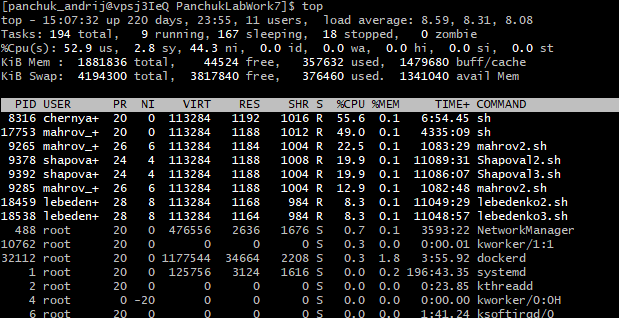 [panchuk_andrij@vpsj3IeQ PanchukLabWork7]$ top
top - 15:07:32 up 220 days, 23:55, 11 users,  load average: 8.59, 8.31, 8.08
Tasks: 194 total,   9 running, 167 sleeping,  18 stopped,   0 zombie
%Cpu(s): 52.9 us,  2.8 sy, 44.3 ni,  0.0 id,  0.0 wa,  0.0 hi,  0.0 si,  0.0 st
KiB Mem :  1881836 total,    44524 free,   357632 used,  1479680 buff/cache
KiB Swap:  4194300 total,  3817840 free,   376460 used.  1341040 avail Mem
PID USER      PR  NI    VIRT    RES    SHR S  %CPU %MEM     TIME+ COMMAND
8316 chernya+  20   0  113284   1192   1016 R  55.6  0.1   6:54.45 sh
17753 mahrov_+  20   0  113284   1188   1012 R  49.0  0.1   4335:09 sh
9265 mahrov_+  26   6  113284   1184   1004 R  22.5  0.1   1083:29 mahrov2.sh
9378 Shapova+  24   4  113284   1188   1008 R  19.9  0.1  11089:31 Shapoval2.sh
9392 Shapova+  24   4  113284   1188   1004 R  19.9  0.1  11086:07 Shapoval3.sh
9285 mahrov_+  26   6  113284   1188   1004 R  12.9  0.1   1082:48 mahrov2.sh
18459 lebeden+  28   8  113284   1168    984 R   8.3  0.1  11049:29 lebedenko2.sh
18538 lebeden+  28   8  113284   1164    984 R   8.3  0.1  11048:57 lebedenko3.sh
488 root      20   0  476556   2636   1676 S   0.7  0.1   3593:22 NetworkManager
10762 root      20   0       0      0      0 S   0.3  0.0   0:00.01 kworker/1:1
32112 root      20   0 1177544  34664   2208 S   0.3  1.8   3:55.92 dockerd
1 root      20   0  125756   3124   1616 S   0.0  0.2 196:43.35 systemd
2 root      20   0       0      0      0 S   0.0  0.0   0:23.85 kthreadd
4 root       0 -20       0      0      0 S   0.0  0.0   0:00.00 kworker/0:0H
6 root      20   0       0      0      0 S   0.0  0.0   1:41.24 ksoftirqd/0